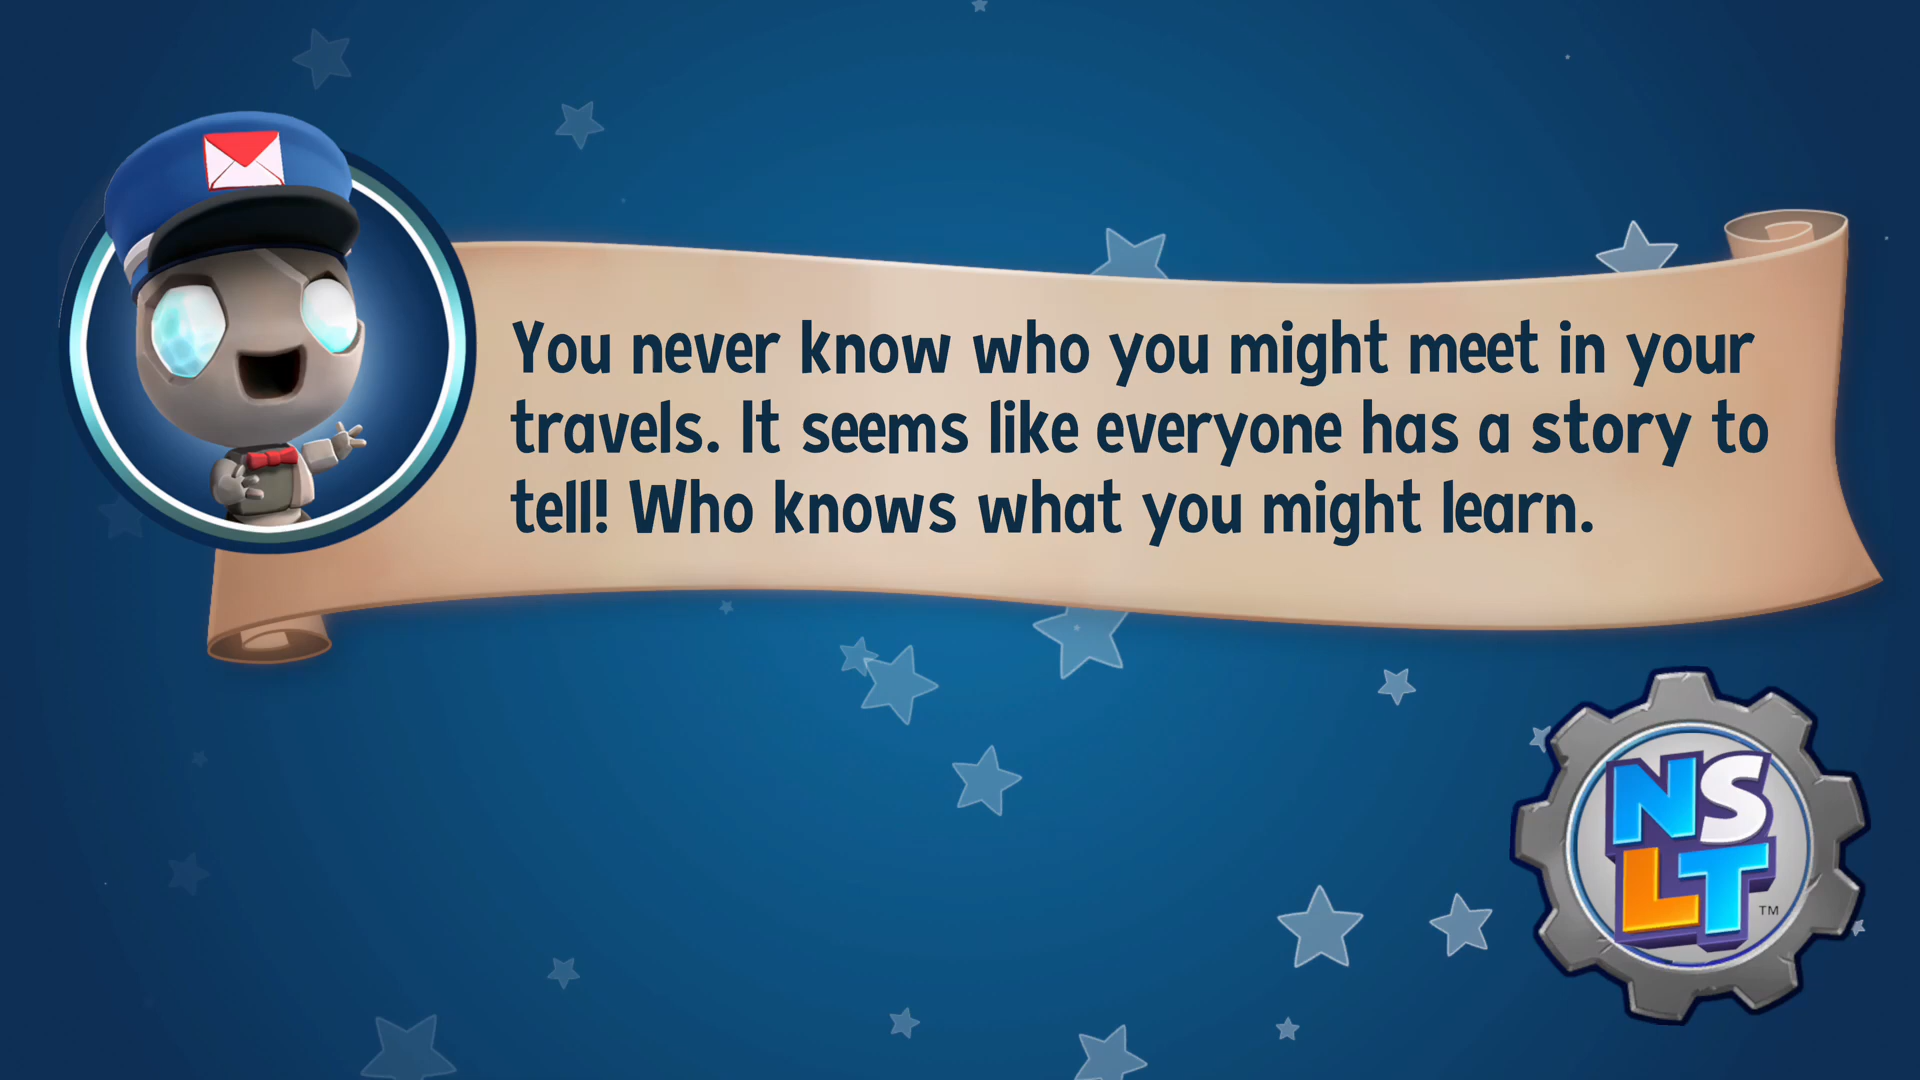 You never know who you might meet in your
travels. It seems like everyone has a story to
tell! Who knows what you might learn.
NS
LT
TM